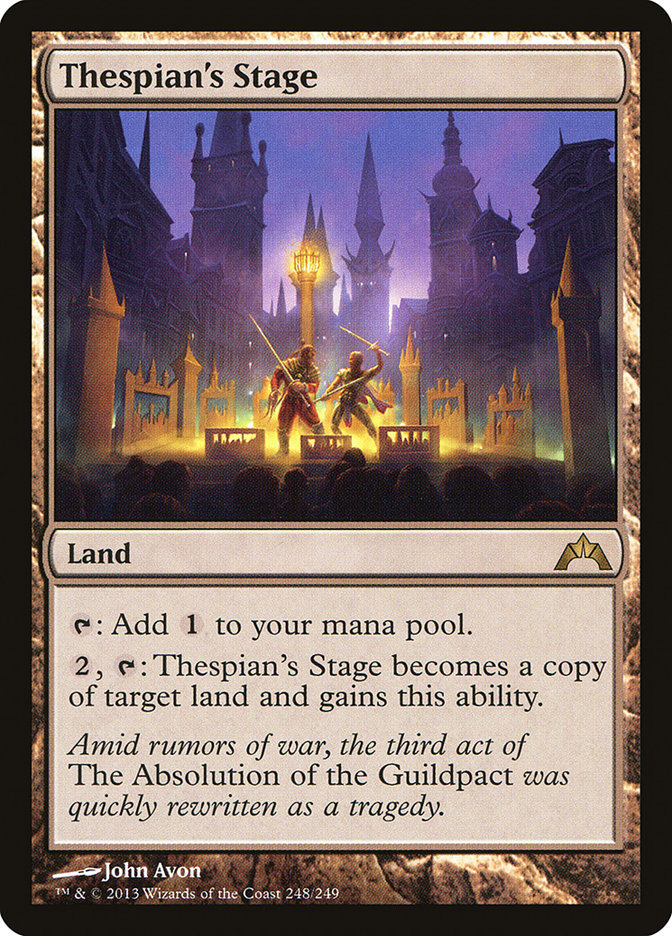 Thespian's Stage
Land
: Add 1 to your mana pool.
2, : Thespian's Stage becomes a copy
of target land and gains this ability.
Amid rumors of war, the third act of
The Absolution of the Guildpact was
quickly rewritten as a tragedy.
John Avon
™ & © 2013 Wizards of the Coast 248/249